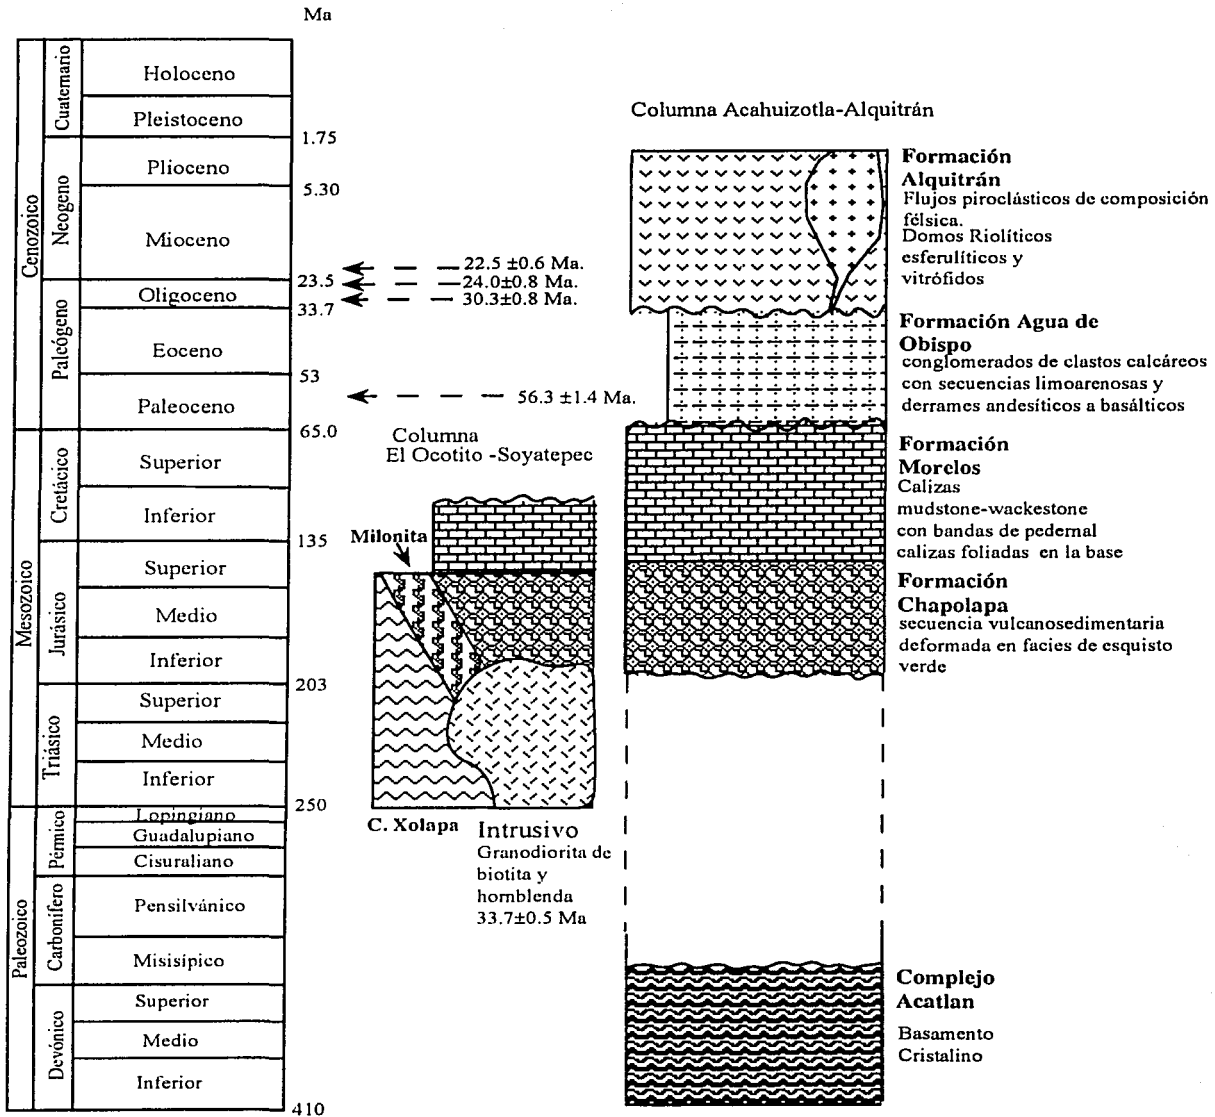 Ma
Cenozoico
Cuaternario
Holoceno
Pleistoceno
1.75
Neogeno
Plioceno
5.30
Mioceno
23.5
Paleógeno
Oligoceno
33.7
Eoceno
53
Paleoceno
65.0
Mesozoico
Cretácico
Superior
Inferior
135
Jurásico
Superior
Medio
Inferior
203
Triásico
Superior
Medio
Inferior
250
Paleozoico
Pérmico
Lopingiano
Guadalupiano
Cisuraliano
Carbonífero
Pensilvánico
Misisípico
Devónico
Superior
Medio
Inferior
410
22.5 ±0.6 Ma.
24.0±0.8 Ma.
30.3±0.8 Ma.
56.3 ±1.4 Ma.
Columna
El Ocotito -Soyatepec
Milonita
C. Xolapa
Intrusivo
Granodiorita de
biotita y
hornblenda
33.7±0.5 Ma
Columna Acahuizotla-Alquitrán
Formación
Alquitrán
Flujos piroclásticos de composición
félsica.
Domos Riolíticos
esferulíticos y
vitrófidos
Formación Agua de
Obispo
conglomerados de clastos calcáreos
con secuencias limoarenosas y
derrames andesíticos a basálticos
Formación
Morelos
Calizas
mudstone-wackestone
con bandas de pedernal
calizas foliadas en la base
Formación
Chapolapa
secuencia vulcanosedimentaria
deformada en facies de esquisto
verde
Complejo
Acatlan
Basamento
Cristalino